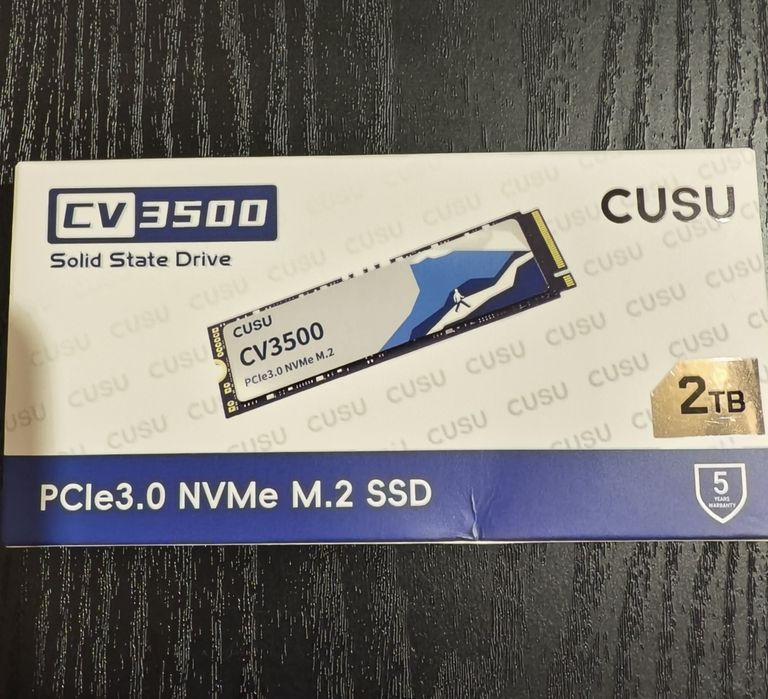 CV3500
CUSU
Solid State Drive
CUSU
CV3500
PCIe3.0 NVMe M.2
2TB
PCIe3.0 NVMe M.2 SSD
5
YEARS
WARRANTY